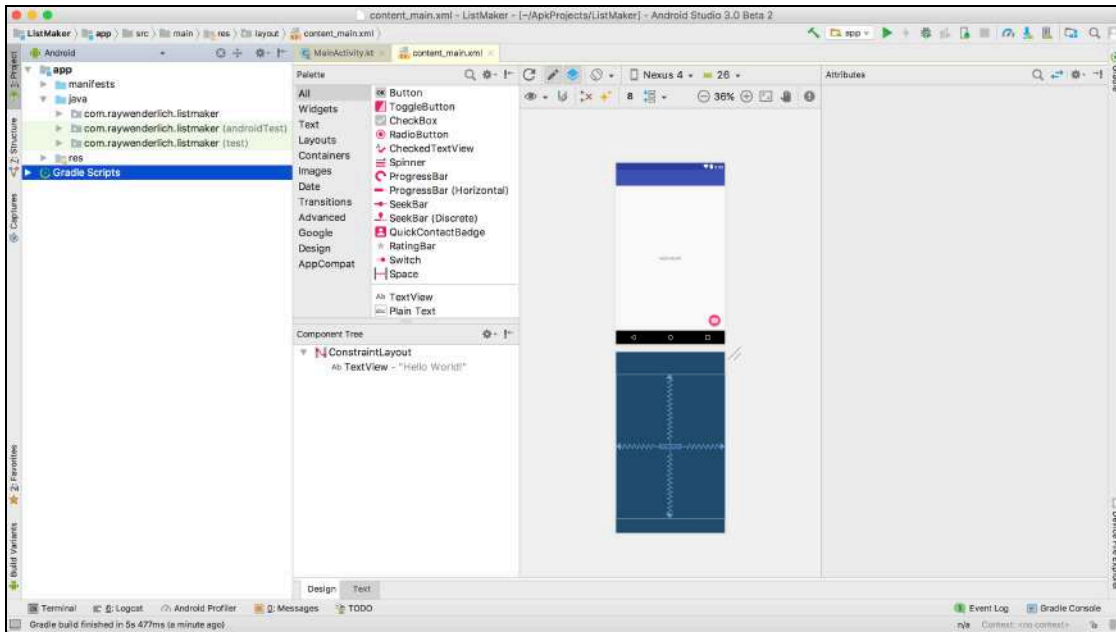 content_main.xml - ListMaker - [~/ApkProjects/ListMaker] - Android Studio 3.0 Beta 2
ListMaker app src main res layout content_main.xml
app
Android
MainActivity.kt content_main.xml
1: Project
app
manifests
java
com.raywenderlich.listmaker
com.raywenderlich.listmaker (androidTest)
com.raywenderlich.listmaker (test)
res
Gradle Scripts
Z: Structure
Captures
2: Favorites
Build Variants
Palette
All
Widgets
Text
Layouts
Containers
Images
Date
Transitions
Advanced
Google
Design
AppCompat
OK Button
ToggleButton
CheckBox
RadioButton
CheckedTextView
Spinner
ProgressBar
ProgressBar (Horizontal)
SeekBar
SeekBar (Discrete)
QuickContactBadge
RatingBar
Switch
Space
Ab TextView
Plain Text
Component Tree
ConstraintLayout
Ab TextView - "Hello World!"
Nexus 4 26
8 36%
Attributes
Design Text
Terminal 6: Logcat Android Profiler 0: Messages TODO
Event Log Gradle Console
Gradle build finished in 5s 477ms (a minute ago)
n/a Context: <no context>